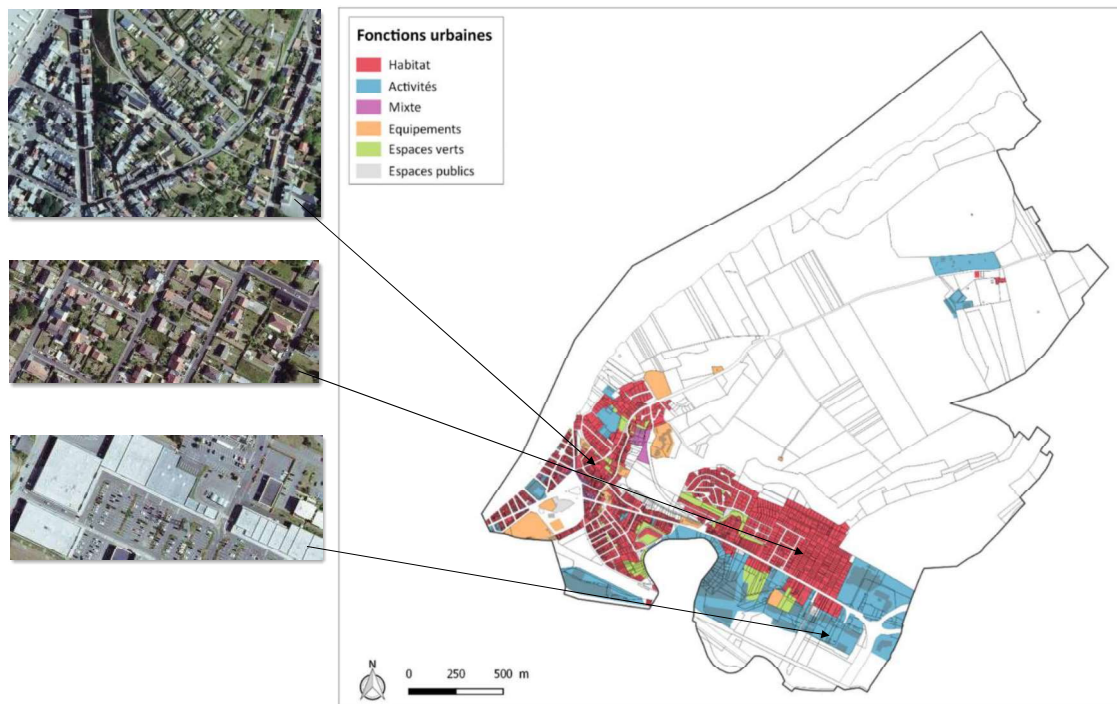 Fonctions urbaines
Habitat
Activités
Mixte
Equipements
Espaces verts
Espaces publics
N
0 250 500 m